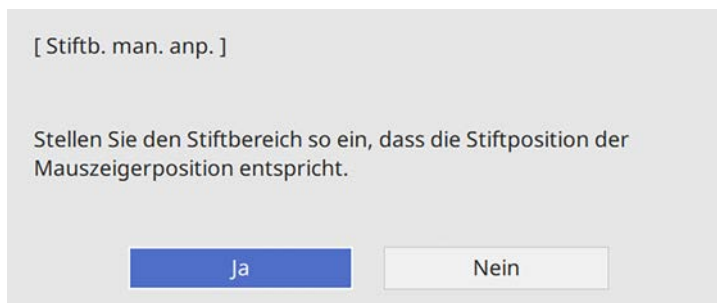 [ Stiftb. man. anp. ]
Stellen Sie den Stiftbereich so ein, dass die Stiftposition der
Mauszeigerposition entspricht.
Ja
Nein